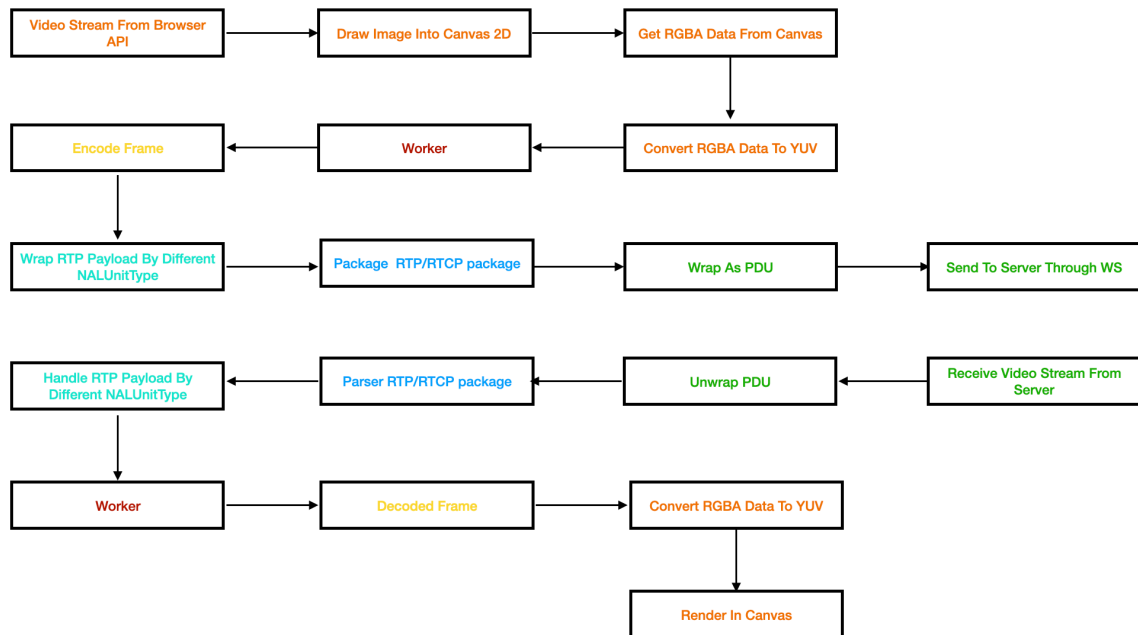 Video Stream From Browser
API
Draw Image Into Canvas 2D
Get RGBA Data From Canvas
Encode Frame
Worker
Convert RGBA Data To YUV
Wrap RTP Payload By Different
NALUnitType
Package RTP/RTCP package
Wrap As PDU
Send To Server Through WS
Handle RTP Payload By
Different NALUnitType
Parser RTP/RTCP package
Unwrap PDU
Receive Video Stream From
Server
Worker
Decoded Frame
Convert RGBA Data To YUV
Render In Canvas